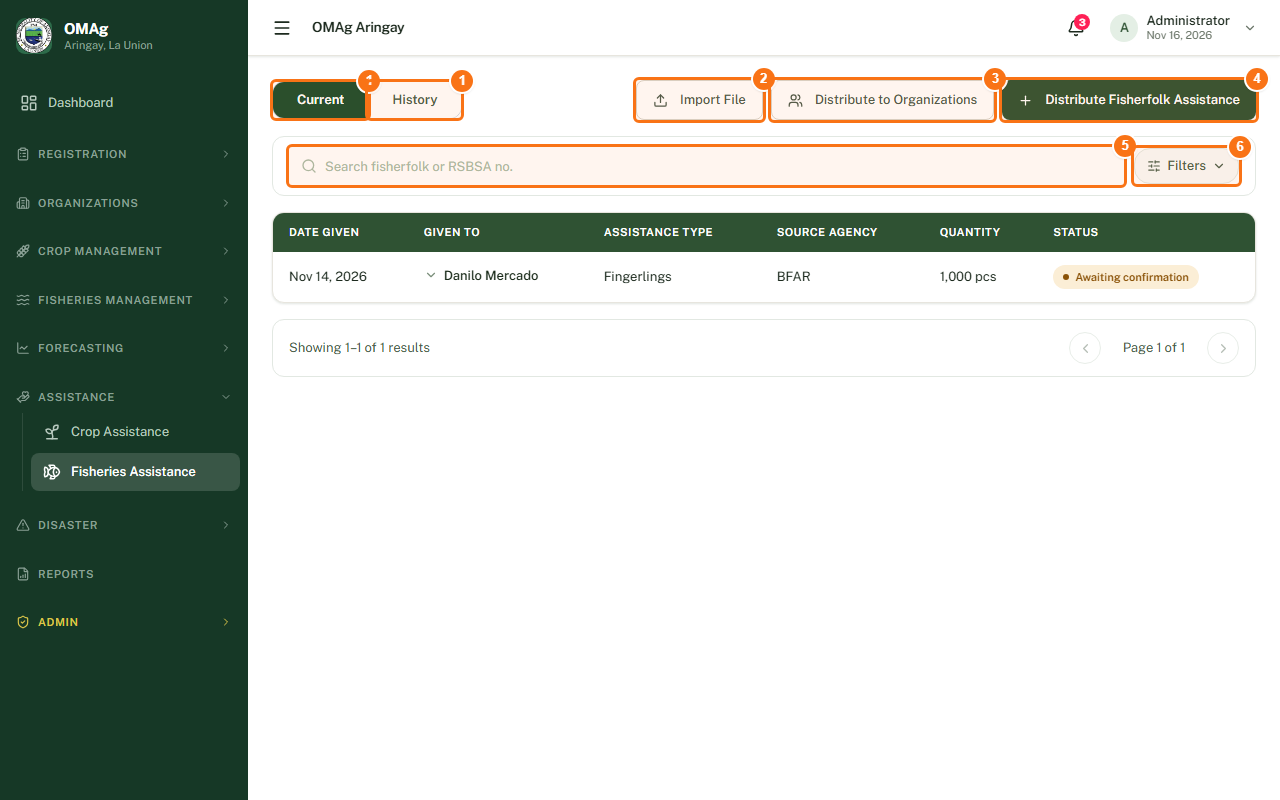 OMAg
Aringay, La Union
OMAg Aringay
3
A
Administrator
Nov 16, 2026
Dashboard
REGISTRATION
ORGANIZATIONS
CROP MANAGEMENT
FISHERIES MANAGEMENT
FORECASTING
ASSISTANCE
Crop Assistance
Fisheries Assistance
DISASTER
REPORTS
ADMIN
Current
1
History
1
Import File
2
Distribute to Organizations
3
Distribute Fisherfolk Assistance
4
Search fisherfolk or RSBSA no.
5
Filters
6
DATE GIVEN GIVEN TO ASSISTANCE TYPE SOURCE AGENCY QUANTITY STATUS
Nov 14, 2026 Danilo Mercado Fingerlings BFAR 1,000 pcs Awaiting confirmation
Showing 1–1 of 1 results
Page 1 of 1